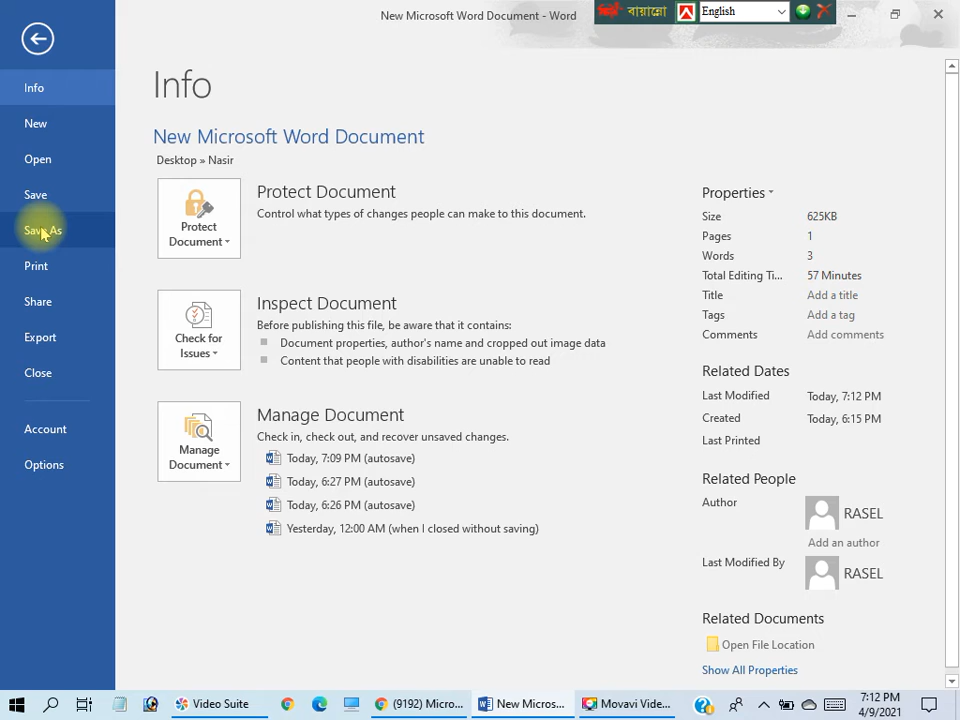 New Microsoft Word Document - Word
বায়ান্নো
English
Info
New
Open
Save
Save As
Print
Share
Export
Close
Account
Options
Info
New Microsoft Word Document
Desktop » Nasir
Protect Document
Protect Document
Control what types of changes people can make to this document.
Check for Issues
Inspect Document
Before publishing this file, be aware that it contains:
Document properties, author's name and cropped out image data
Content that people with disabilities are unable to read
Manage Document
Manage Document
Check in, check out, and recover unsaved changes.
Today, 7:09 PM (autosave)
Today, 6:27 PM (autosave)
Today, 6:26 PM (autosave)
Yesterday, 12:00 AM (when I closed without saving)
Properties
Size 625KB
Pages 1
Words 3
Total Editing Ti... 57 Minutes
Title Add a title
Tags Add a tag
Comments Add comments
Related Dates
Last Modified Today, 7:12 PM
Created Today, 6:15 PM
Last Printed
Related People
Author RASEL
Add an author
Last Modified By RASEL
Related Documents
Open File Location
Show All Properties
Video Suite
(9192) Micro...
New Micros...
Movavi Vide...
7:12 PM
4/9/2021